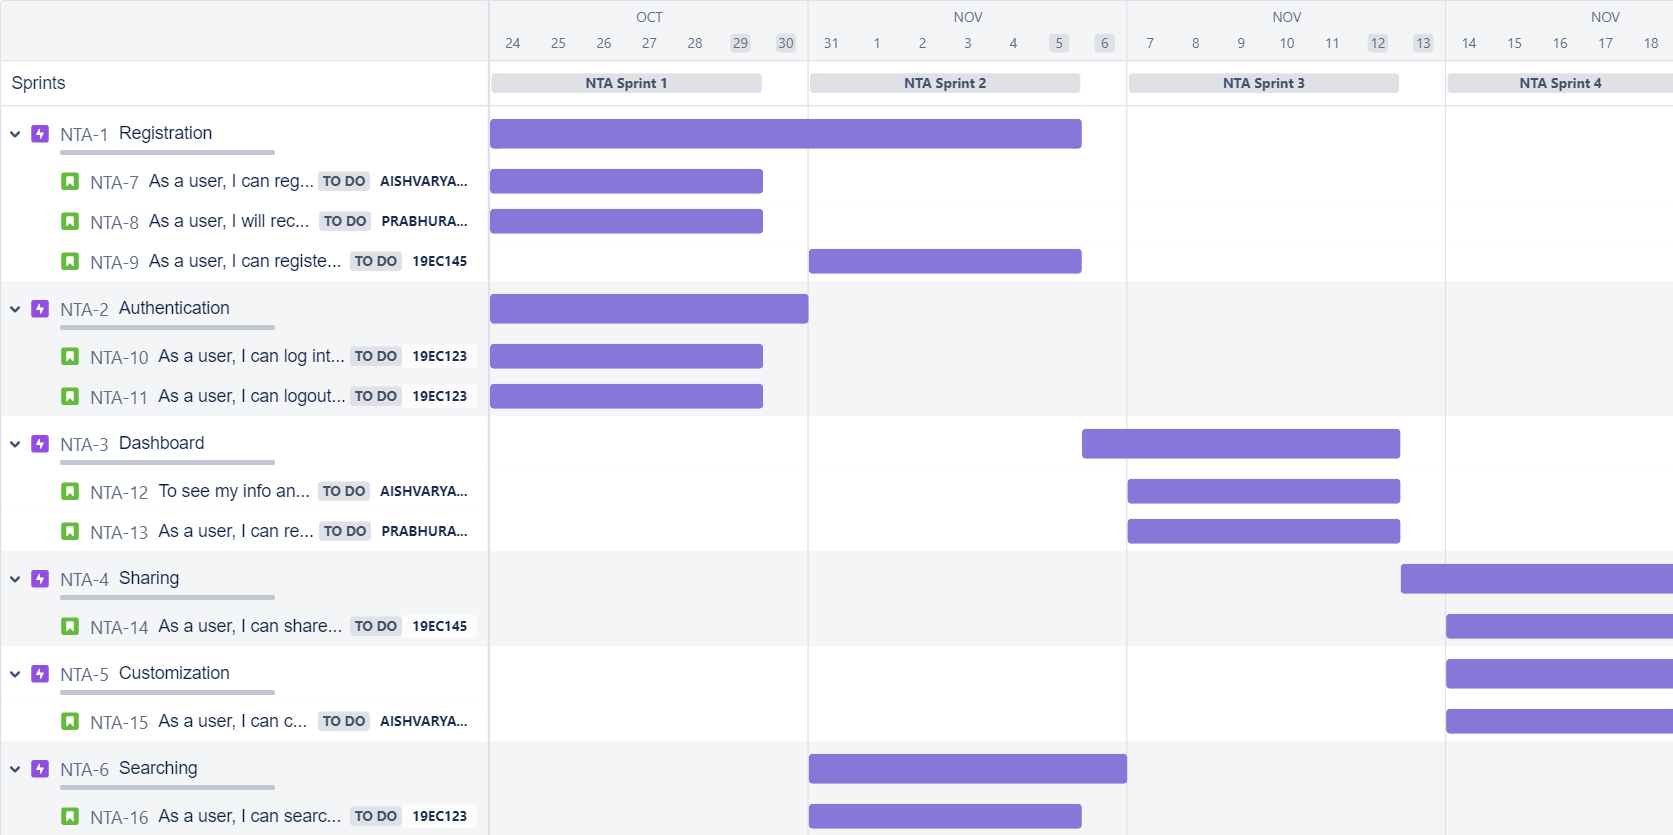 OCT NOV NOV NOV
24 25 26 27 28 29 30 31 1 2 3 4 5 6 7 8 9 10 11 12 13 14 15 16 17 18
Sprints NTA Sprint 1 NTA Sprint 2 NTA Sprint 3 NTA Sprint 4
NTA-1 Registration
NTA-7 As a user, I can reg... TO DO AISHVARYA...
NTA-8 As a user, I will rec... TO DO PRABHURA...
NTA-9 As a user, I can registe... TO DO 19EC145
NTA-2 Authentication
NTA-10 As a user, I can log int... TO DO 19EC123
NTA-11 As a user, I can logout... TO DO 19EC123
NTA-3 Dashboard
NTA-12 To see my info an... TO DO AISHVARYA...
NTA-13 As a user, I can re... TO DO PRABHURA...
NTA-4 Sharing
NTA-14 As a user, I can share... TO DO 19EC145
NTA-5 Customization
NTA-15 As a user, I can c... TO DO AISHVARYA...
NTA-6 Searching
NTA-16 As a user, I can searc... TO DO 19EC123